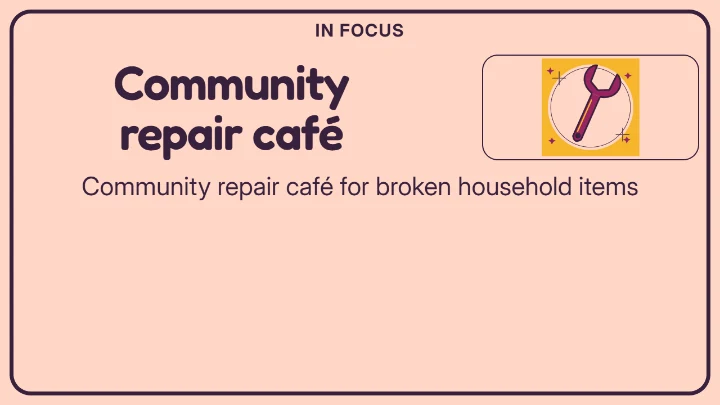 IN FOCUS
Community
repair café
Community repair café for broken household items